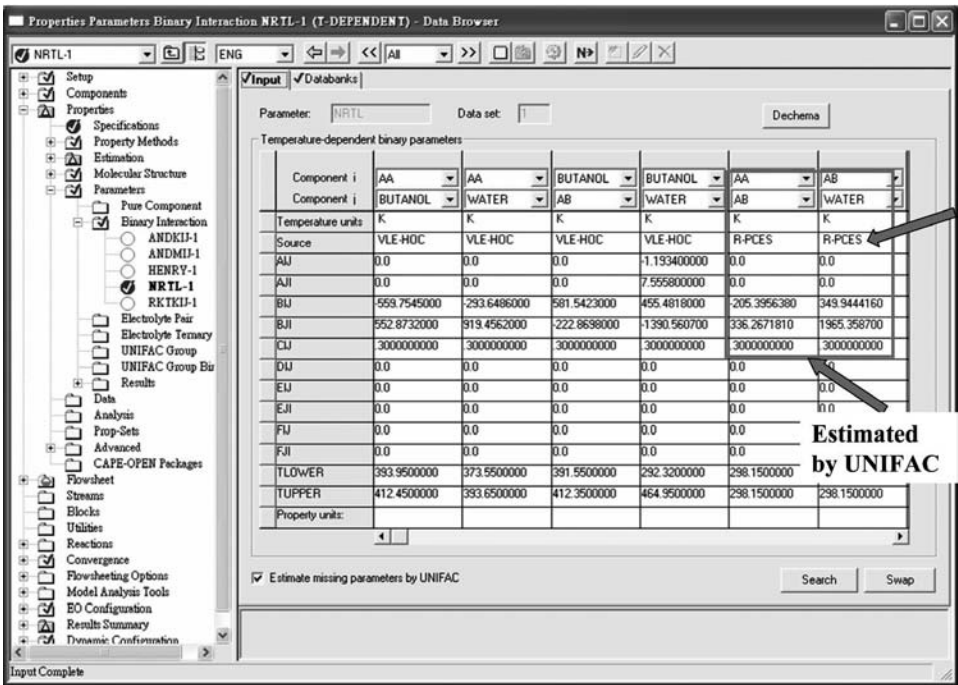 Properties Parameters Binary Interaction NRTL-1 (T-DEPENDENT) - Data Browser
NRTL-1 ENG << All >> N>
Setup
Components
Properties
Specifications
Property Methods
Estimation
Molecular Structure
Parameters
Pure Component
Binary Interaction
ANDKIJ-1
ANDMIJ-1
HENRY-1
NRTL-1
RKTKIJ-1
Electrolyte Pair
Electrolyte Ternary
UNIFAC Group
UNIFAC Group Bir
Results
Data
Analysis
Prop-Sets
Advanced
CAPE-OPEN Packages
Flowsheet
Streams
Blocks
Utilities
Reactions
Convergence
Flowsheeting Options
Model Analysis Tools
EO Configuration
Results Summary
Dynamic Configuration
Input Databanks
Parameter: NRTL Data set: 1 Dechema
Temperature-dependent binary parameters
Component i AA AA BUTANOL BUTANOL AA AB
Component j BUTANOL WATER AB WATER AB WATER
Temperature units K K K K K K
Source VLE-HOC VLE-HOC VLE-HOC VLE-HOC R-PCES R-PCES
AIJ 0.0 0.0 0.0 -1.193400000 0.0 0.0
AJI 0.0 0.0 0.0 7.555800000 0.0 0.0
BIJ -559.7545000 -293.6486000 581.5423000 455.4818000 -205.3956380 349.9444160
BJI 552.8732000 919.4562000 -222.8698000 -1390.560700 336.2671810 1965.358700
CIJ .3000000000 .3000000000 .3000000000 .3000000000 .3000000000 .3000000000
DIJ 0.0 0.0 0.0 0.0 0.0
EIJ 0.0 0.0 0.0 0.0 0.0
EJI 0.0 0.0 0.0 0.0 0.0 0.0
FIJ 0.0 0.0 0.0 0.0 0.0
FJI 0.0 0.0 0.0 0.0 0.0
TLOWER 393.9500000 373.5500000 391.5500000 292.3200000 298.1500000 298.1500000
TUPPER 412.4500000 393.6500000 412.3500000 464.9500000 298.1500000 298.1500000
Property units:
Estimated
by UNIFAC
Estimate missing parameters by UNIFAC Search Swap
Input Complete